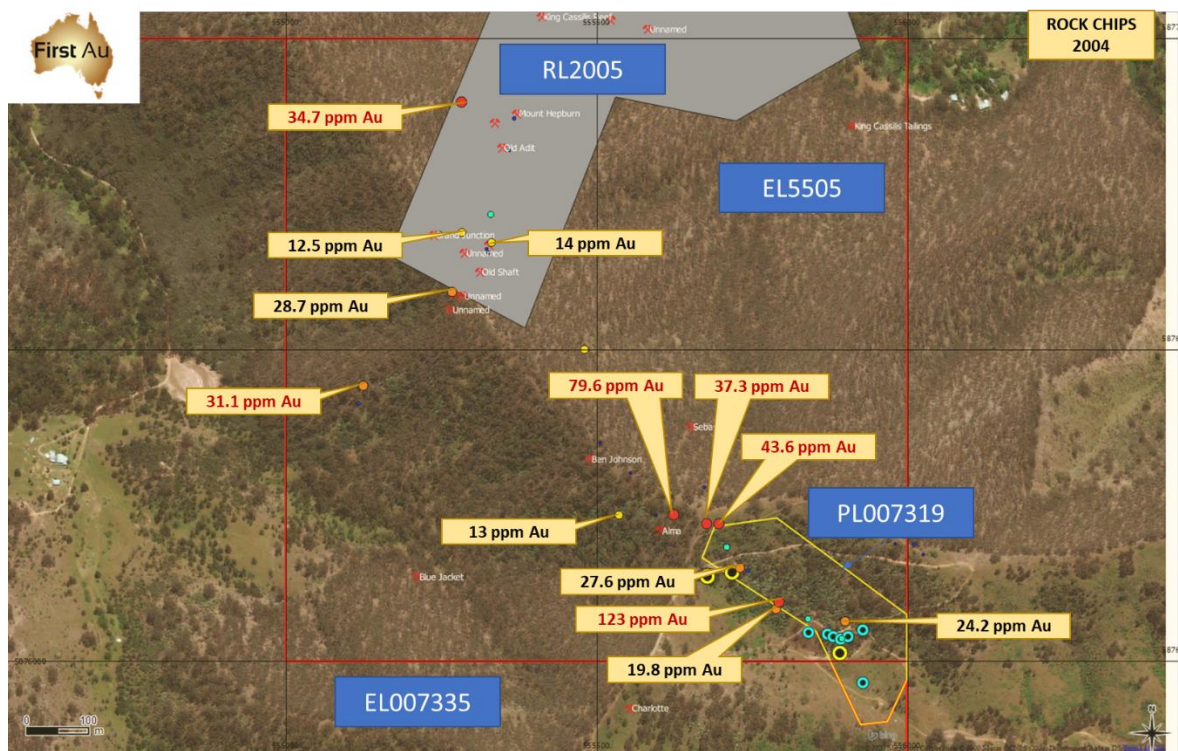 First Au
ROCK CHIPS
2004
King Cassilis Reef
Unnamed
RL2005
34.7 ppm Au
Mount Hepburn
King Cassilis Tailings
Old Adit
EL5505
Grand Junction
12.5 ppm Au
14 ppm Au
Unnamed
Old Shaft
28.7 ppm Au
Unnamed
Unnamed
79.6 ppm Au
37.3 ppm Au
31.1 ppm Au
Seba
43.6 ppm Au
Ben Johnson
PL007319
13 ppm Au
Alma
Blue Jacket
27.6 ppm Au
123 ppm Au
24.2 ppm Au
19.8 ppm Au
EL007335
Charlotte
0 100
m
N